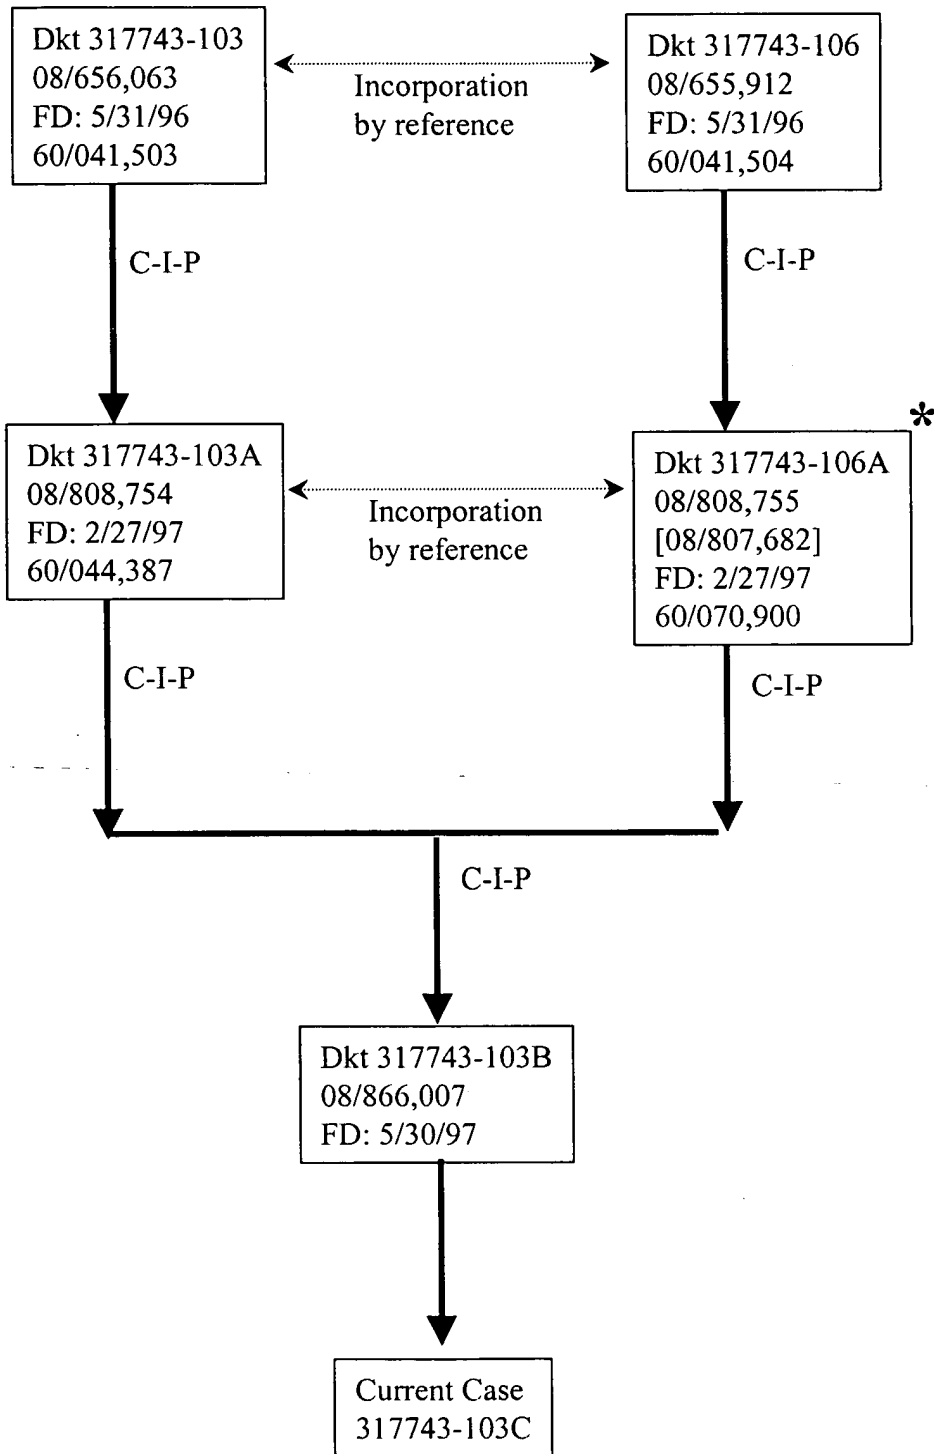 Dkt 317743-103
08/656,063
FD: 5/31/96
60/041,503
Incorporation
by reference
Dkt 317743-106
08/655,912
FD: 5/31/96
60/041,504
C-I-P
C-I-P
Dkt 317743-103A
08/808,754
FD: 2/27/97
60/044,387
Incorporation
by reference
*
Dkt 317743-106A
08/808,755
[08/807,682]
FD: 2/27/97
60/070,900
C-I-P
C-I-P
C-I-P
Dkt 317743-103B
08/866,007
FD: 5/30/97
Current Case
317743-103C